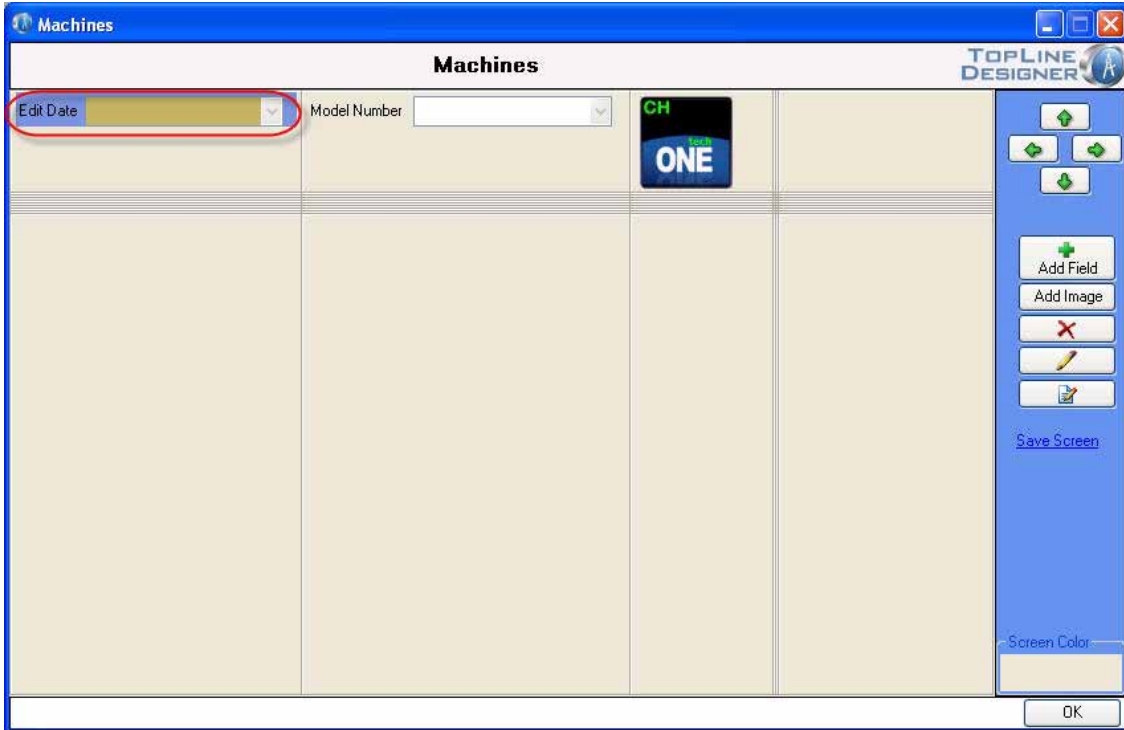 Machines
Machines
TOPLINE
DESIGNER
Edit Date
Model Number
CH
tech
ONE
Add Field
Add Image
Save Screen
Screen Color
OK